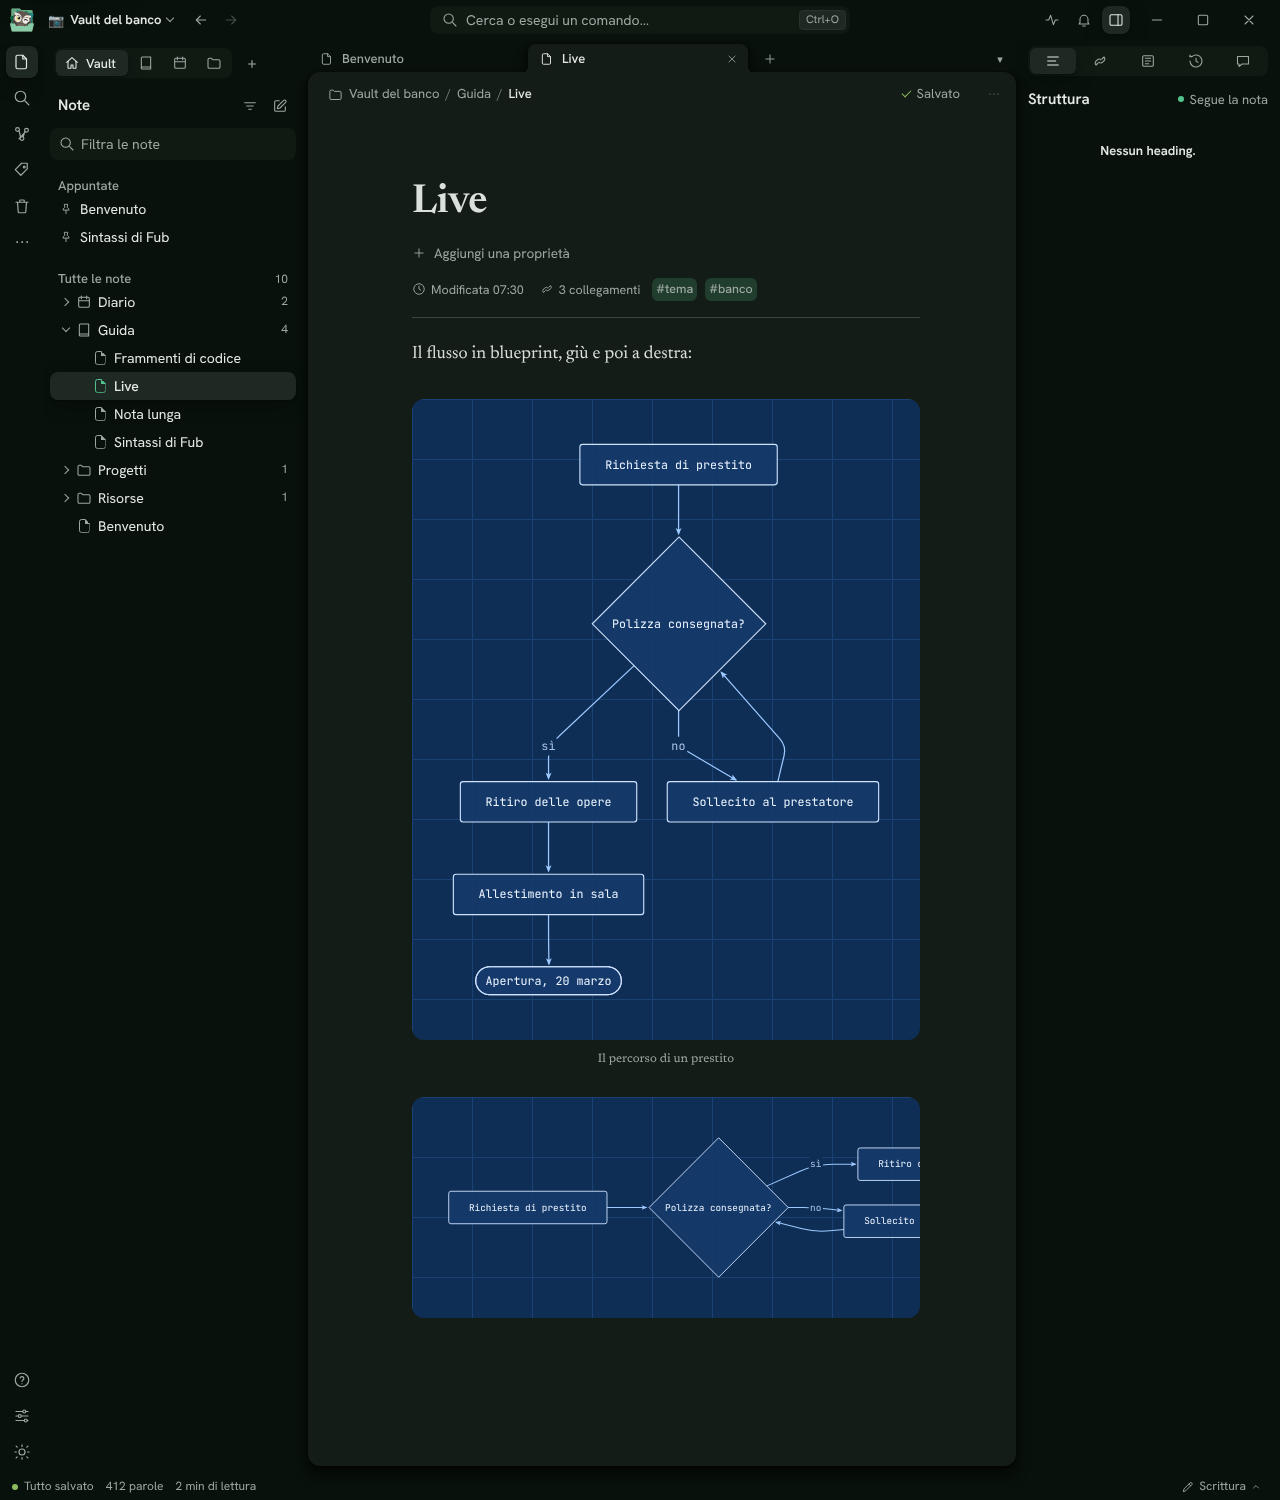 Vault del banco
Cerca o esegui un comando...
Ctrl+O
Vault
Note
Filtra le note
Appuntate
Benvenuto
Sintassi di Fub
Tutte le note 10
Diario 2
Guida 4
Frammenti di codice
Live
Nota lunga
Sintassi di Fub
Progetti 1
Risorse 1
Benvenuto
Benvenuto
Live
Vault del banco / Guida / Live
Salvato
Live
Aggiungi una proprietà
Modificata 07:30 3 collegamenti #tema #banco
Il flusso in blueprint, giù e poi a destra:
Richiesta di prestito
Polizza consegnata?
sì
no
Ritiro delle opere
Sollecito al prestatore
Allestimento in sala
Apertura, 20 marzo
Il percorso di un prestito
Richiesta di prestito
Polizza consegnata?
sì
no
Ritiro
Sollecito
Struttura
Segue la nota
Nessun heading.
Tutto salvato 412 parole 2 min di lettura
Scrittura